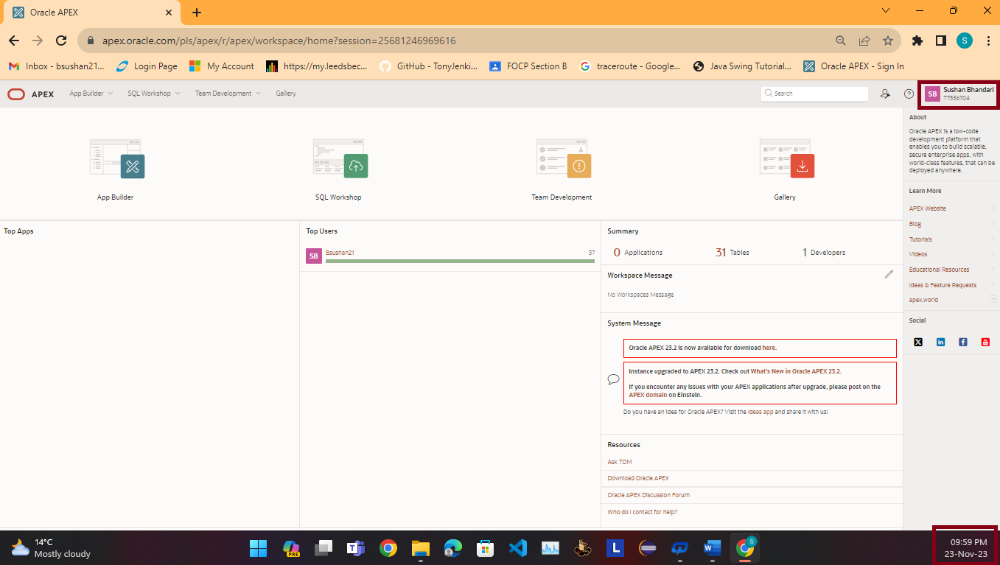 Oracle APEX
apex.oracle.com/pls/apex/r/apex/workspace/home?session=25681246969616
S
Inbox - bsushan21... Login Page My Account https://my.leedsbec... GitHub - TonyJenki... FOCP Section B traceroute - Google... Java Swing Tutorial... Oracle APEX - Sign In
APEX App Builder SQL Workshop Team Development Gallery Search SB Sushan Bhandari
77356704
App Builder SQL Workshop Team Development Gallery
About
Oracle APEX is a low-code
development platform that
enables you to build scalable,
secure enterprise apps, with
world-class features, that can be
deployed anywhere.
Learn More
APEX Website
Blog
Tutorials
Videos
Educational Resources
Ideas & Feature Requests
apex.world
Social
Top Apps
Top Users
SB Bsushan21 37
Summary
0 Applications 31 Tables 1 Developers
Workspace Message
No Workspaces Message
System Message
Oracle APEX 23.2 is now available for download here.
Instance upgraded to APEX 23.2. Check out What's New in Oracle APEX 23.2.
If you encounter any issues with your APEX applications after upgrade, please post on the
APEX domain on Einstein.
Do you have an idea for Oracle APEX? Visit the Ideas app and share it with us!
Resources
Ask TOM
Download Oracle APEX
Oracle APEX Discussion Forum
Who do I contact for help?
14°C
Mostly cloudy
PRE
L
S
09:59 PM
23-Nov-23